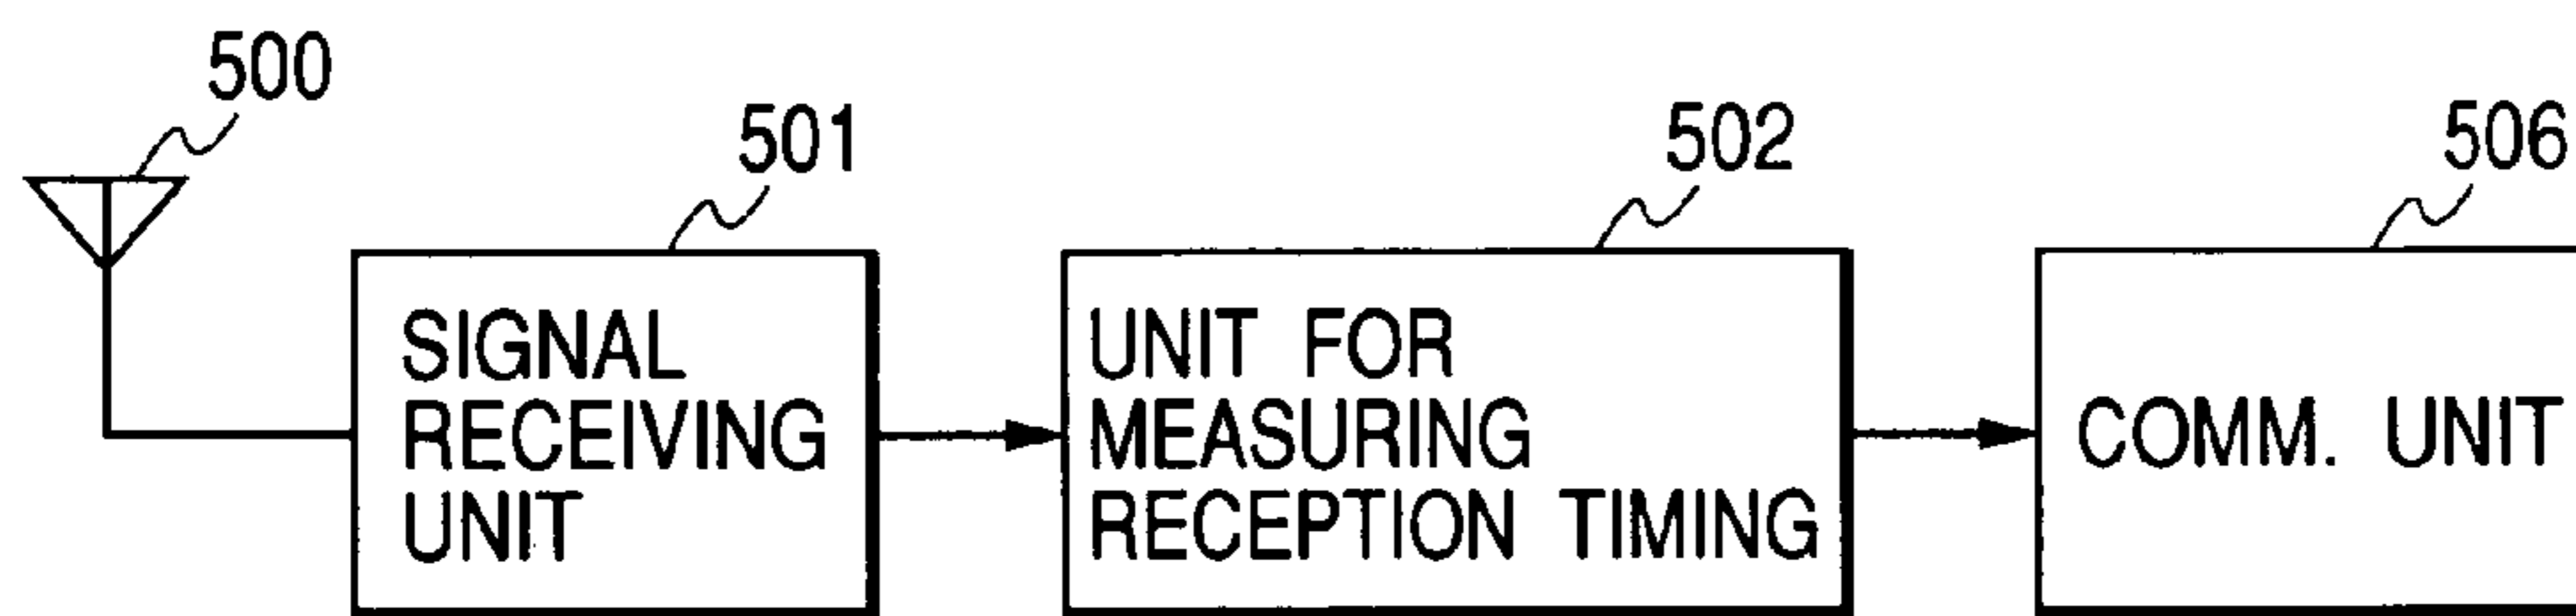 500
501
502
506
SIGNAL
RECEIVING
UNIT
UNIT FOR
MEASURING
RECEPTION TIMING
COMM. UNIT